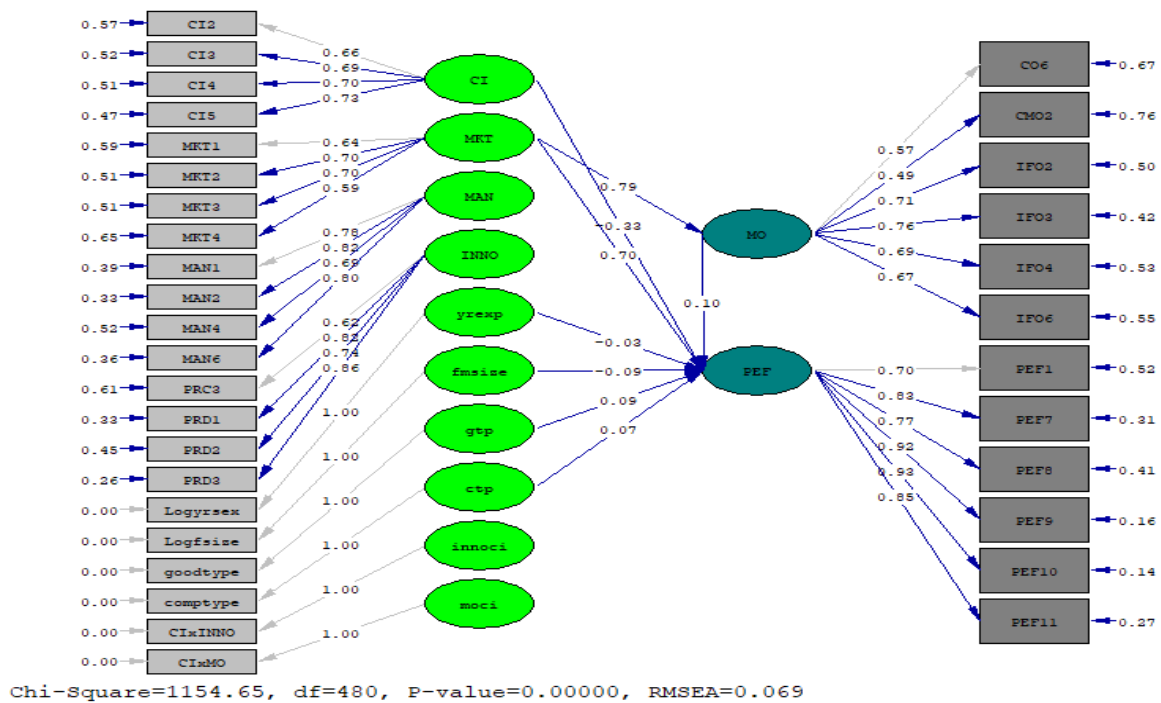 0.57 CI2
0.52 CI3
0.51 CI4
0.47 CI5
0.59 MKT1
0.51 MKT2
0.51 MKT3
0.65 MKT4
0.39 MAN1
0.33 MAN2
0.52 MAN4
0.36 MAN6
0.61 PRC3
0.33 PRD1
0.45 PRD2
0.26 PRD3
0.00 Logyrsex
0.00 Logfsize
0.00 goodtype
0.00 comptype
0.00 CIxINNO
0.00 CIxMO
0.66
0.69
0.70
0.73
0.64
0.70
0.70
0.59
0.78
0.82
0.69
0.80
0.62
0.82
0.74
0.86
1.00
1.00
1.00
1.00
1.00
1.00
CI
MKT
MAN
INNO
yrexp
fmsize
gtp
ctp
innoci
moci
0.79
-0.33
0.70
0.10
-0.03
-0.09
0.09
0.07
MO
PEF
0.57
0.49
0.71
0.76
0.69
0.67
0.70
0.83
0.77
0.92
0.93
0.85
CO6 0.67
CMO2 0.76
IFO2 0.50
IFO3 0.42
IFO4 0.53
IFO6 0.55
PEF1 0.52
PEF7 0.31
PEF8 0.41
PEF9 0.16
PEF10 0.14
PEF11 0.27
Chi-Square=1154.65, df=480, P-value=0.00000, RMSEA=0.069